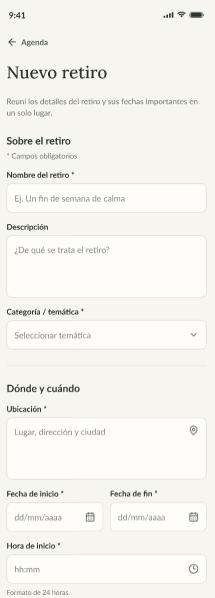 9:41
Agenda
Nuevo retiro
Reuní los detalles del retiro y sus fechas importantes en
un solo lugar.
Sobre el retiro
* Campos obligatorios
Nombre del retiro *
Ej. Un fin de semana de calma
Descripción
¿De qué se trata el retiro?
Categoría / temática *
Seleccionar temática
Dónde y cuándo
Ubicación *
Lugar, dirección y ciudad
Fecha de inicio * Fecha de fin *
dd/mm/aaaa dd/mm/aaaa
Hora de inicio *
hh:mm
Formato de 24 horas.